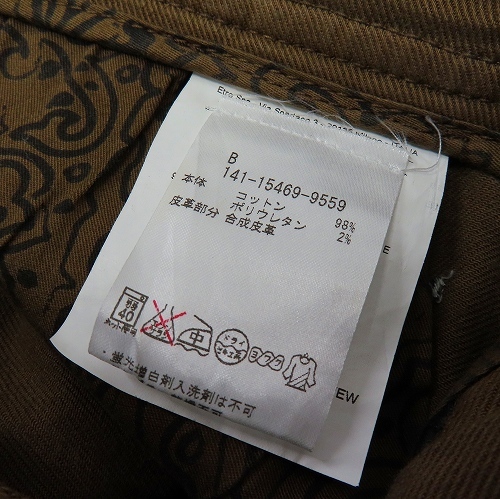 Etro Spa - Via Spartaco 3 - 20135 Milano - ITALIA
B
141-15469-9559
本体 コットン 98%
ポリウレタン 2%
皮革部分 合成皮革
40
中
ドライ
ヨワク
・蛍光増白剤入洗剤は不可
EW